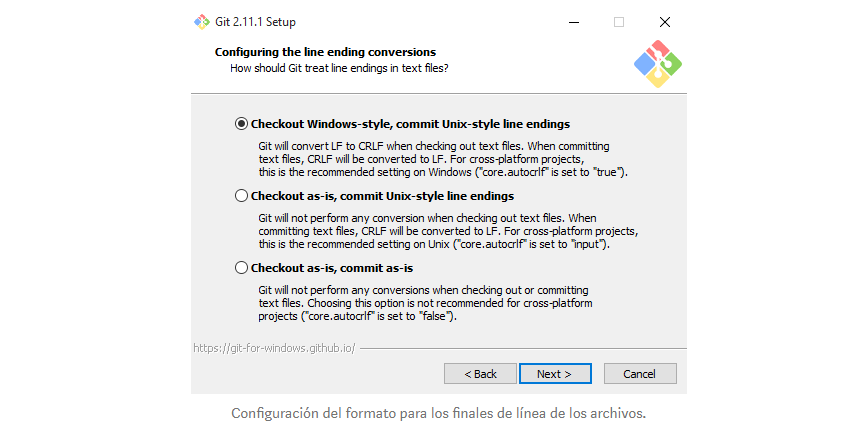 Git 2.11.1 Setup
Configuring the line ending conversions
How should Git treat line endings in text files?
Checkout Windows-style, commit Unix-style line endings
Git will convert LF to CRLF when checking out text files. When committing
text files, CRLF will be converted to LF. For cross-platform projects,
this is the recommended setting on Windows ("core.autocrlf" is set to "true").
Checkout as-is, commit Unix-style line endings
Git will not perform any conversion when checking out text files. When
committing text files, CRLF will be converted to LF. For cross-platform projects,
this is the recommended setting on Unix ("core.autocrlf" is set to "input").
Checkout as-is, commit as-is
Git will not perform any conversions when checking out or committing
text files. Choosing this option is not recommended for cross-platform
projects ("core.autocrlf" is set to "false").
https://git-for-windows.github.io/
< Back Next > Cancel
Configuración del formato para los finales de línea de los archivos.